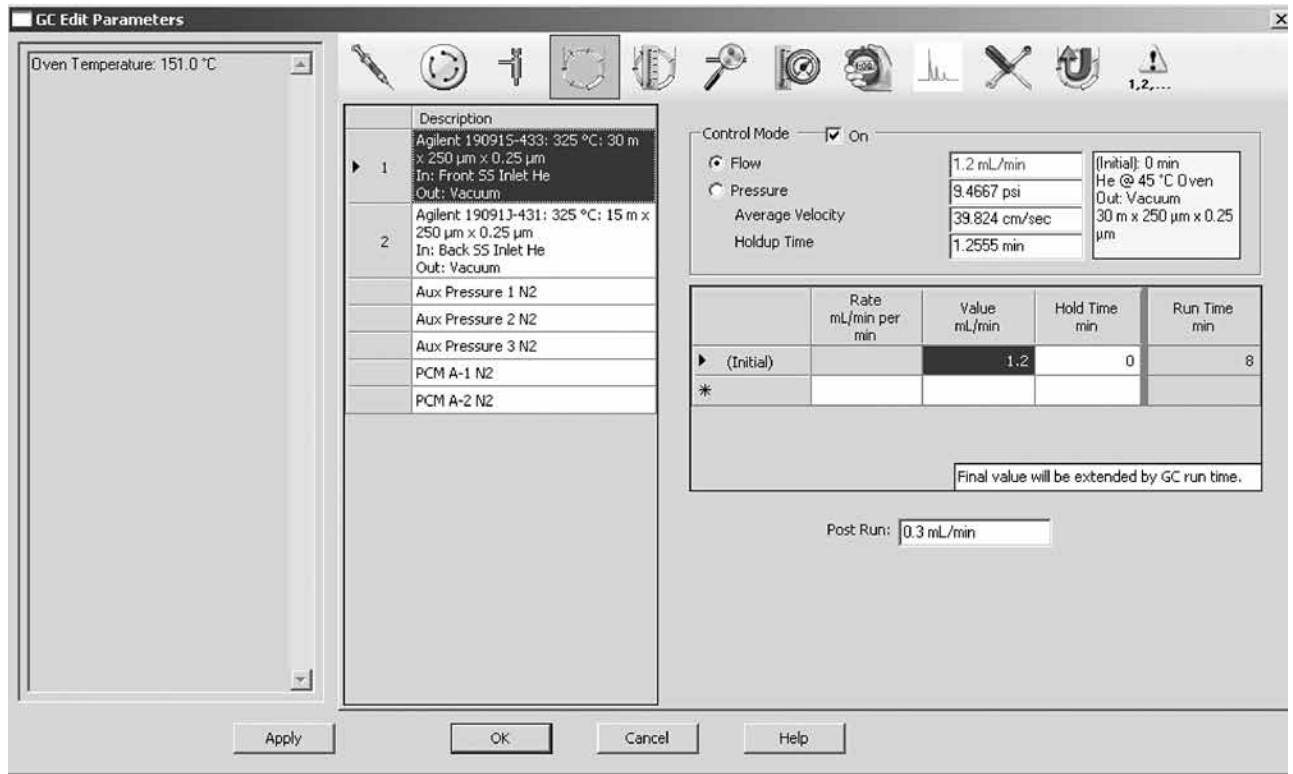 GC Edit Parameters
Oven Temperature: 151.0 °C
1,2,...
Description
1
Agilent 19091S-433: 325 °C: 30 m
x 250 µm x 0.25 µm
In: Front SS Inlet He
Out: Vacuum
2
Agilent 19091J-431: 325 °C: 15 m x
250 µm x 0.25 µm
In: Back SS Inlet He
Out: Vacuum
Aux Pressure 1 N2
Aux Pressure 2 N2
Aux Pressure 3 N2
PCM A-1 N2
PCM A-2 N2
Control Mode On
Flow 1.2 mL/min
Pressure 9.4667 psi
Average Velocity 39.824 cm/sec
Holdup Time 1.2555 min
(Initial): 0 min
He @ 45 °C Oven
Out: Vacuum
30 m x 250 µm x 0.25
µm
Rate
mL/min per
min
Value
mL/min
Hold Time
min
Run Time
min
(Initial) 1.2 0 8
*
Final value will be extended by GC run time.
Post Run: 0.3 mL/min
Apply OK Cancel Help